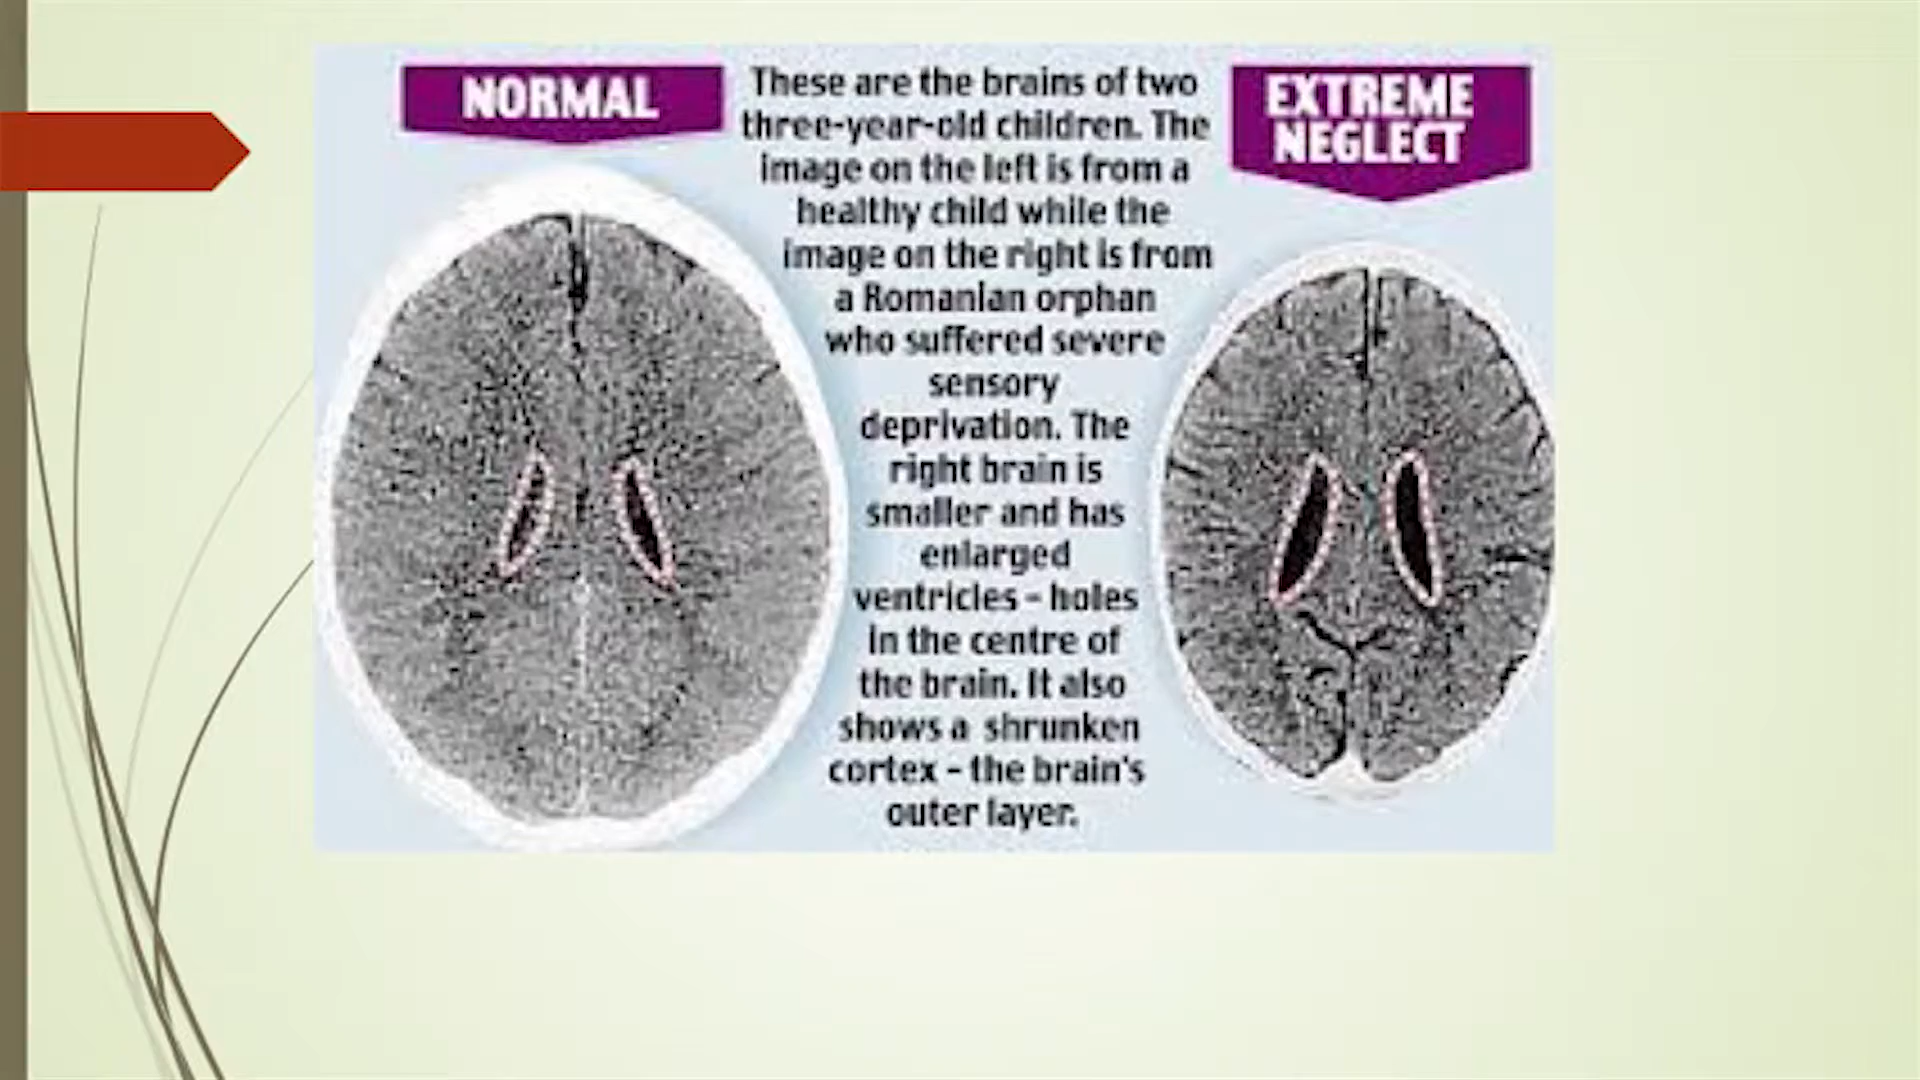 NORMAL
These are the brains of two
three-year-old children. The
image on the left is from a
healthy child while the
image on the right is from
a Romanian orphan
who suffered severe
sensory
deprivation. The
right brain is
smaller and has
enlarged
ventricles - holes
in the centre of
the brain. It also
shows a shrunken
cortex - the brain's
outer layer.
EXTREME
NEGLECT